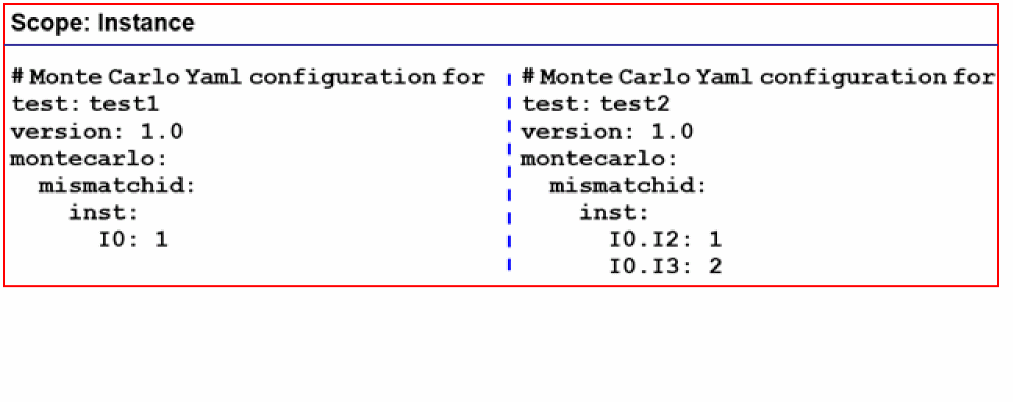 Scope: Instance
# Monte Carlo Yaml configuration for
test: test1
version: 1.0
montecarlo:
mismatchid:
inst:
I0: 1
# Monte Carlo Yaml configuration for
test: test2
version: 1.0
montecarlo:
mismatchid:
inst:
I0.I2: 1
I0.I3: 2